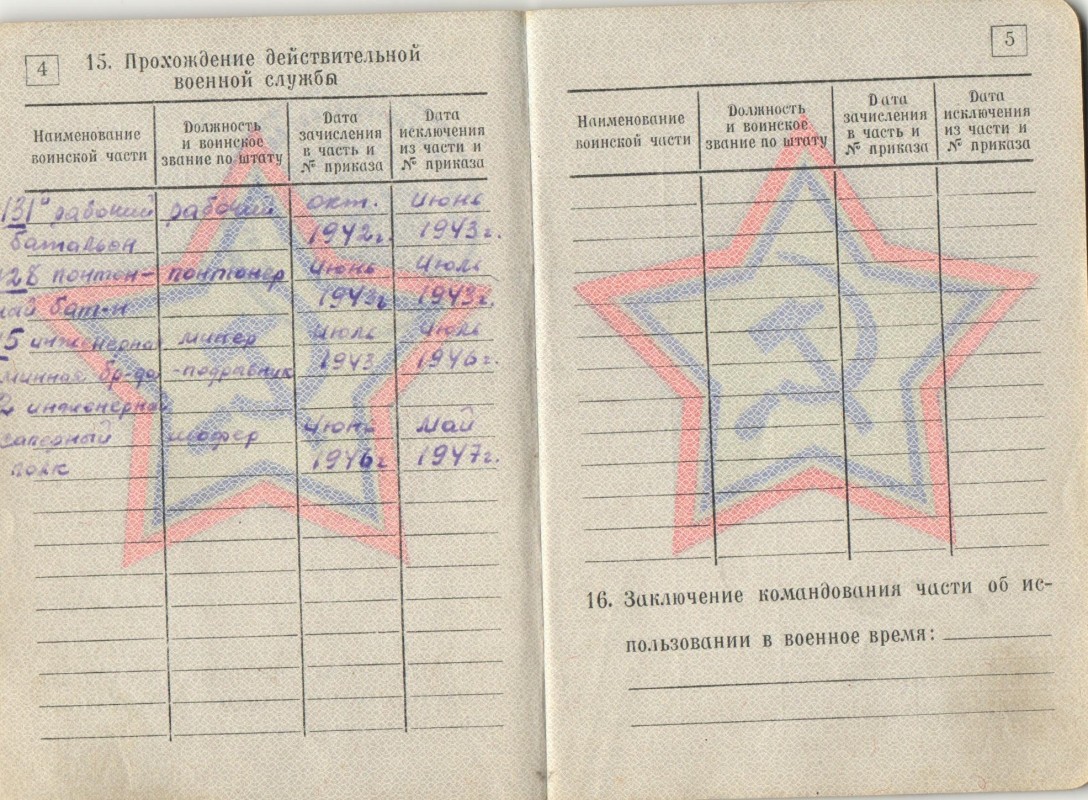 4
15. Прохождение действительной
военной службы
Наименование
воинской части
Должность
и воинское
звание по штату
Дата
зачисления
в часть и
№ приказа
Дата
исключения
из части и
№ приказа
131й рабочий рабочий окт. июнь
батальон 1942г. 1943г.
28 понтон- понтонер июнь июль
ный бат-н 1943г 1943г.
5 инженерная минер июль июль
минная бр-да -подрывник 1943 1946г.
2 инженерный
саперный шофер июнь май
полк 1946г 1947г.
5
Наименование
воинской части
Должность
и воинское
звание по штату
Дата
зачисления
в часть и
№ приказа
Дата
исключения
из части и
№ приказа
16. Заключение командования части об ис-
пользовании в военное время: